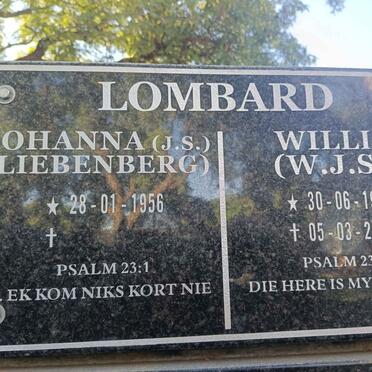 LOMBARD
OHANNA (J.S.)
LIEBENBERG)
★ 28-01-1956
✝
PSALM 23:1
. EK KOM NIKS KORT NIE
WILLI
(W.J.S
★ 30-06-19
✝ 05-03-2
PSALM 23
DIE HERE IS MY